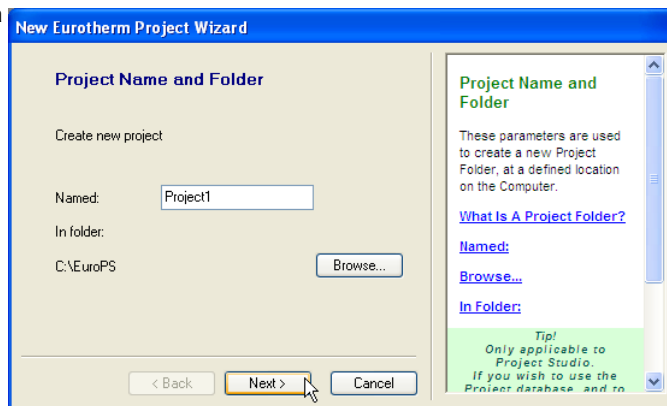 New Eurotherm Project Wizard
Project Name and Folder
Create new project
Named:
Project1
In folder:
C:\EuroPS
Browse...
< Back
Next >
Cancel
Project Name and
Folder
These parameters are used
to create a new Project
Folder, at a defined location
on the Computer.
What Is A Project Folder?
Named:
Browse...
In Folder:
Tip!
Only applicable to
Project Studio.
If you wish to use the
Project database, and to